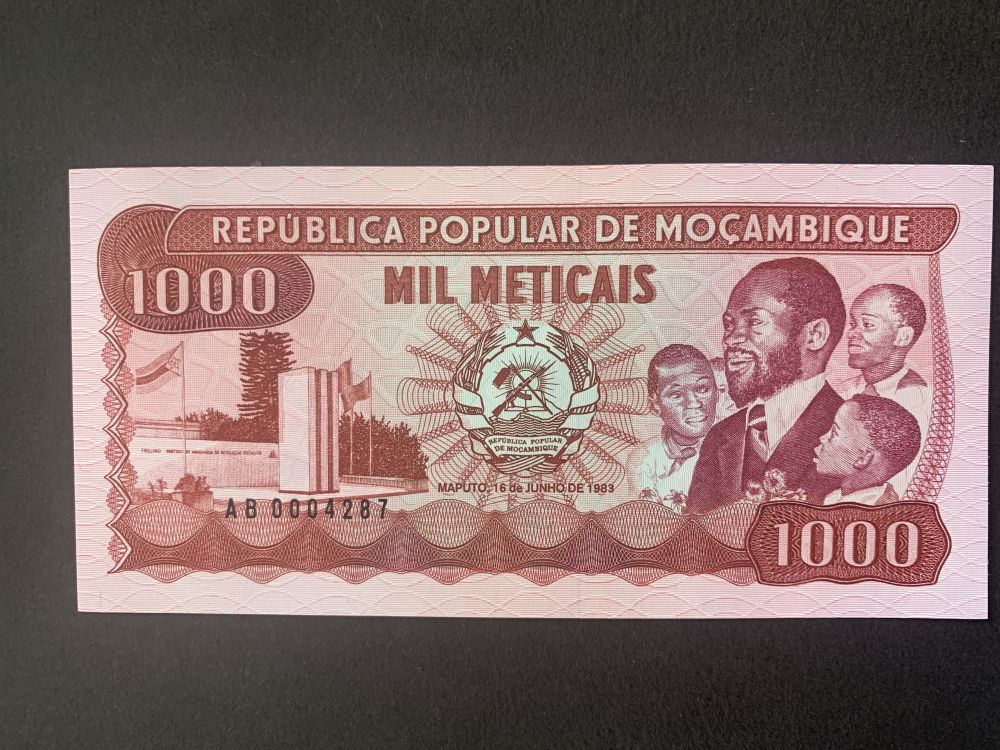 REPÚBLICA POPULAR DE MOÇAMBIQUE
1000
MIL METICAIS
REPÚBLICA POPULAR
DE MOÇAMBIQUE
MAPUTO, 16 de JUNHO DE 1983
AB 0004287
1000